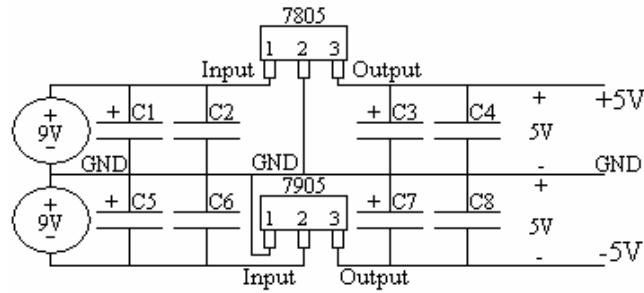 7805
1 2 3
Input Output
+ + C1 C2 + C3 C4 + +5V
9V 5V
- GND GND - GND
+ 7905 +
9V + C5 C6 1 2 3 + C7 C8 5V
- Input Output - -5V